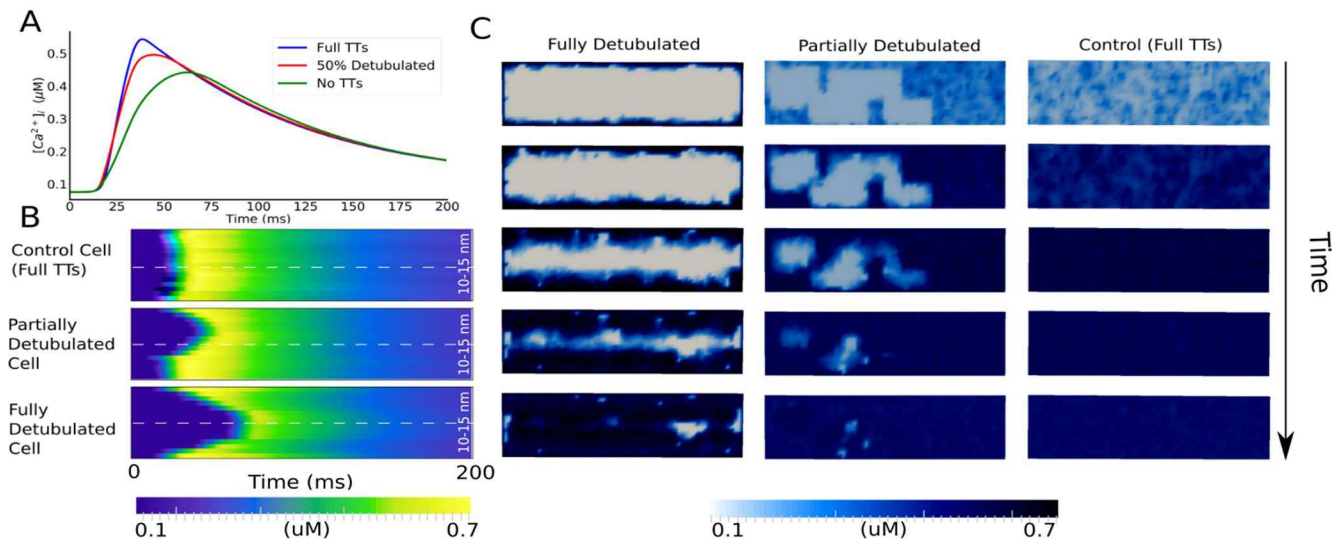 A
[Ca²⁺]ᵢ (μM)
0.5
0.4
0.3
0.2
0.1
Full TTs
50% Detubulated
No TTs
0 25 50 75 100 125 150 175 200
Time (ms)
B
Control Cell
(Full TTs)
10-15 nm
Partially
Detubulated
Cell
10-15 nm
Fully
Detubulated
Cell
10-15 nm
0 200
Time (ms)
0.1 0.7
(uM)
C
Fully Detubulated
Partially Detubulated
Control (Full TTs)
Time
0.1 0.7
(uM)